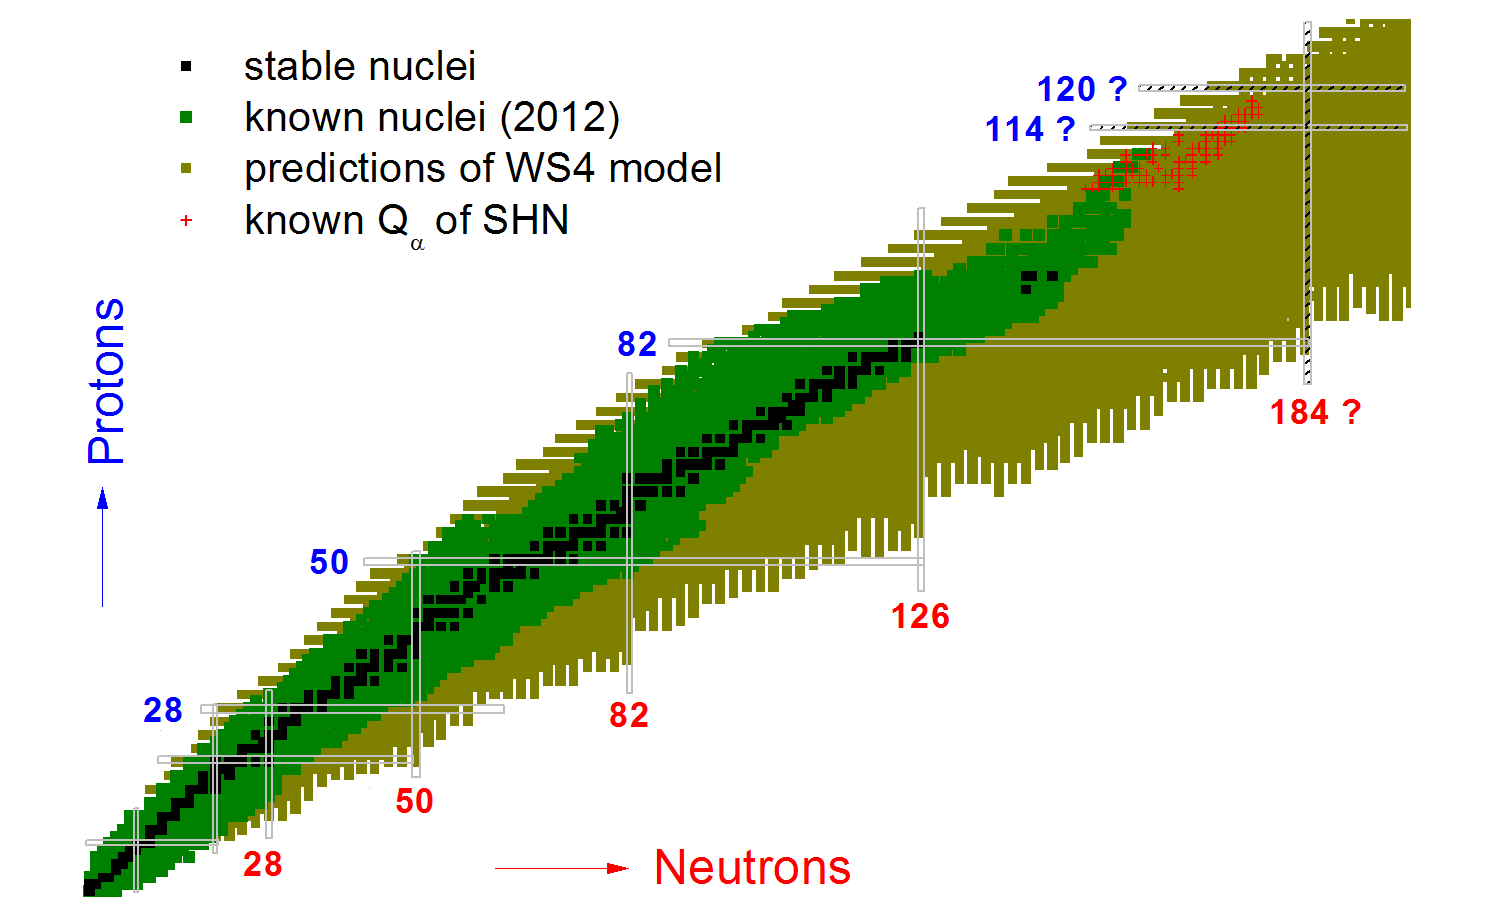 stable nuclei
known nuclei (2012)
predictions of WS4 model
known Qα of SHN
120 ?
114 ?
82
184 ?
50
126
28
82
50
28
Protons
Neutrons